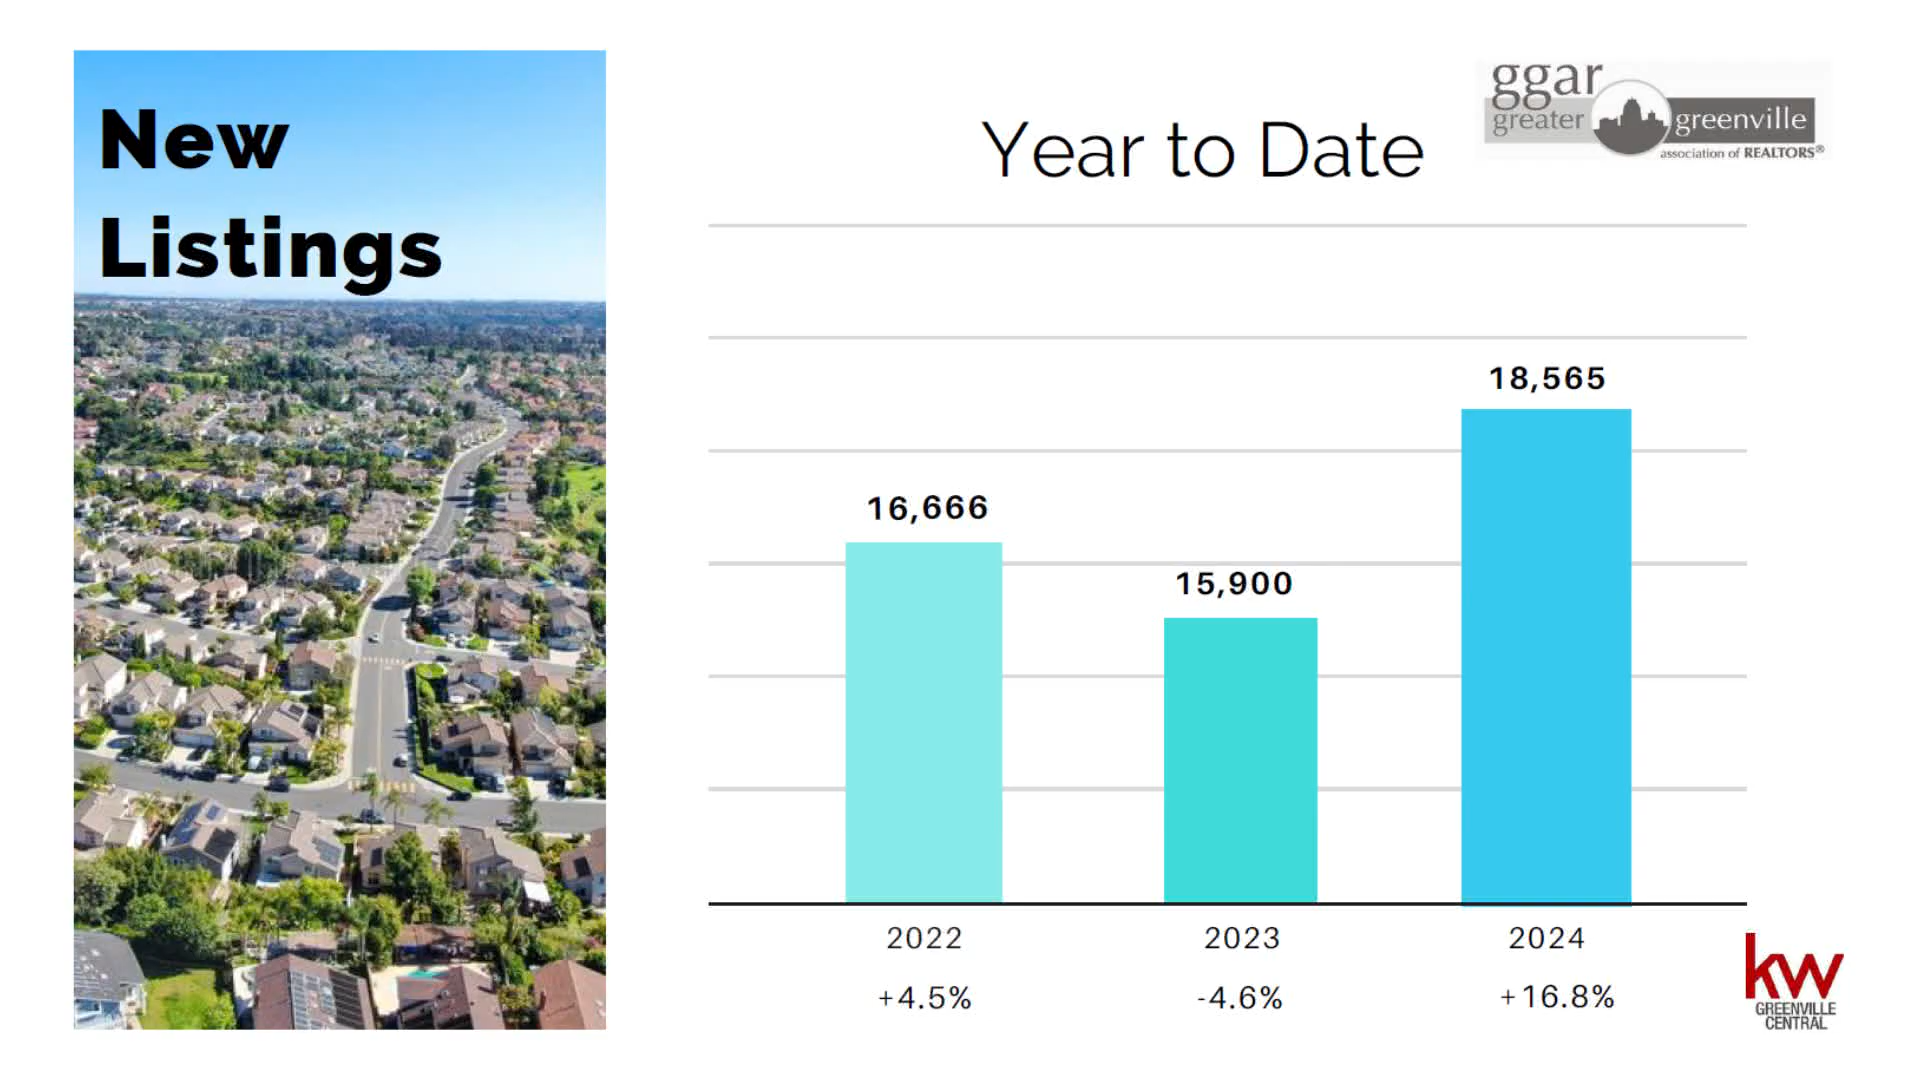 New
Listings
Year to Date
ggar
greater
greenville
association of REALTORS®
18,565
16,666
15,900
2022
2023
2024
+4.5%
-4.6%
+16.8%
kw
GREENVILLE
CENTRAL